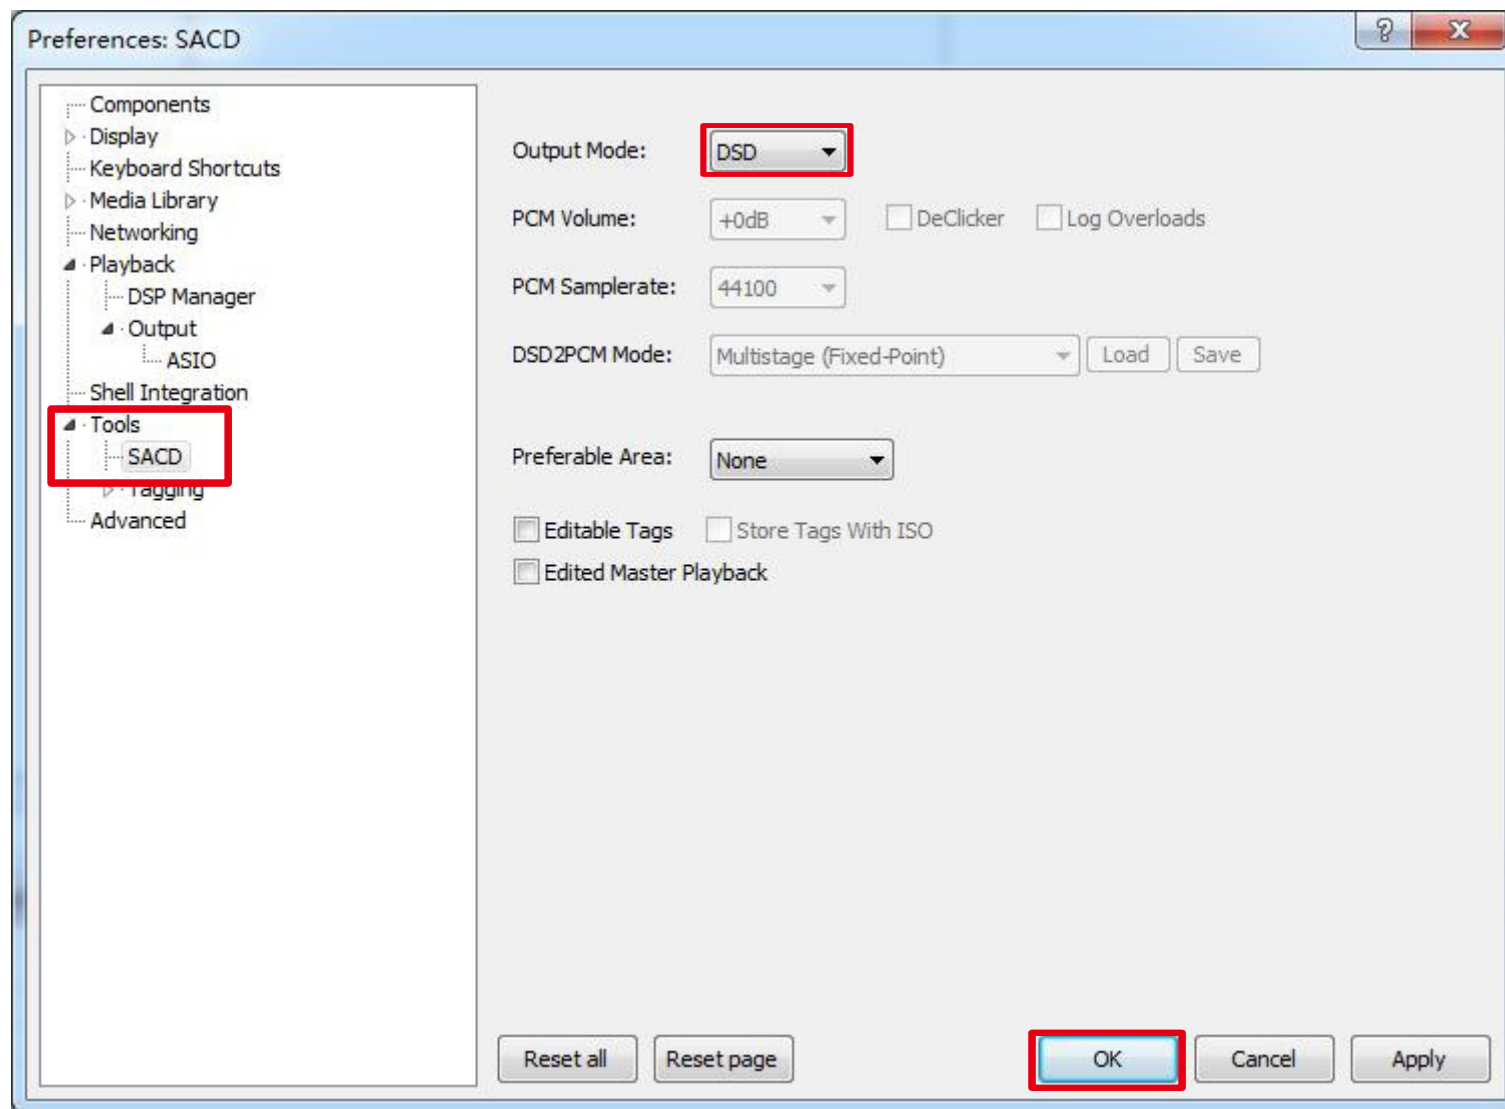 Preferences: SACD
?
Components
Display
Keyboard Shortcuts
Media Library
Networking
Playback
DSP Manager
Output
ASIO
Shell Integration
Tools
SACD
Tagging
Advanced
Output Mode: DSD
PCM Volume: +0dB DeClicker Log Overloads
PCM Samplerate: 44100
DSD2PCM Mode: Multistage (Fixed-Point) Load Save
Preferable Area: None
Editable Tags Store Tags With ISO
Edited Master Playback
Reset all Reset page OK Cancel Apply